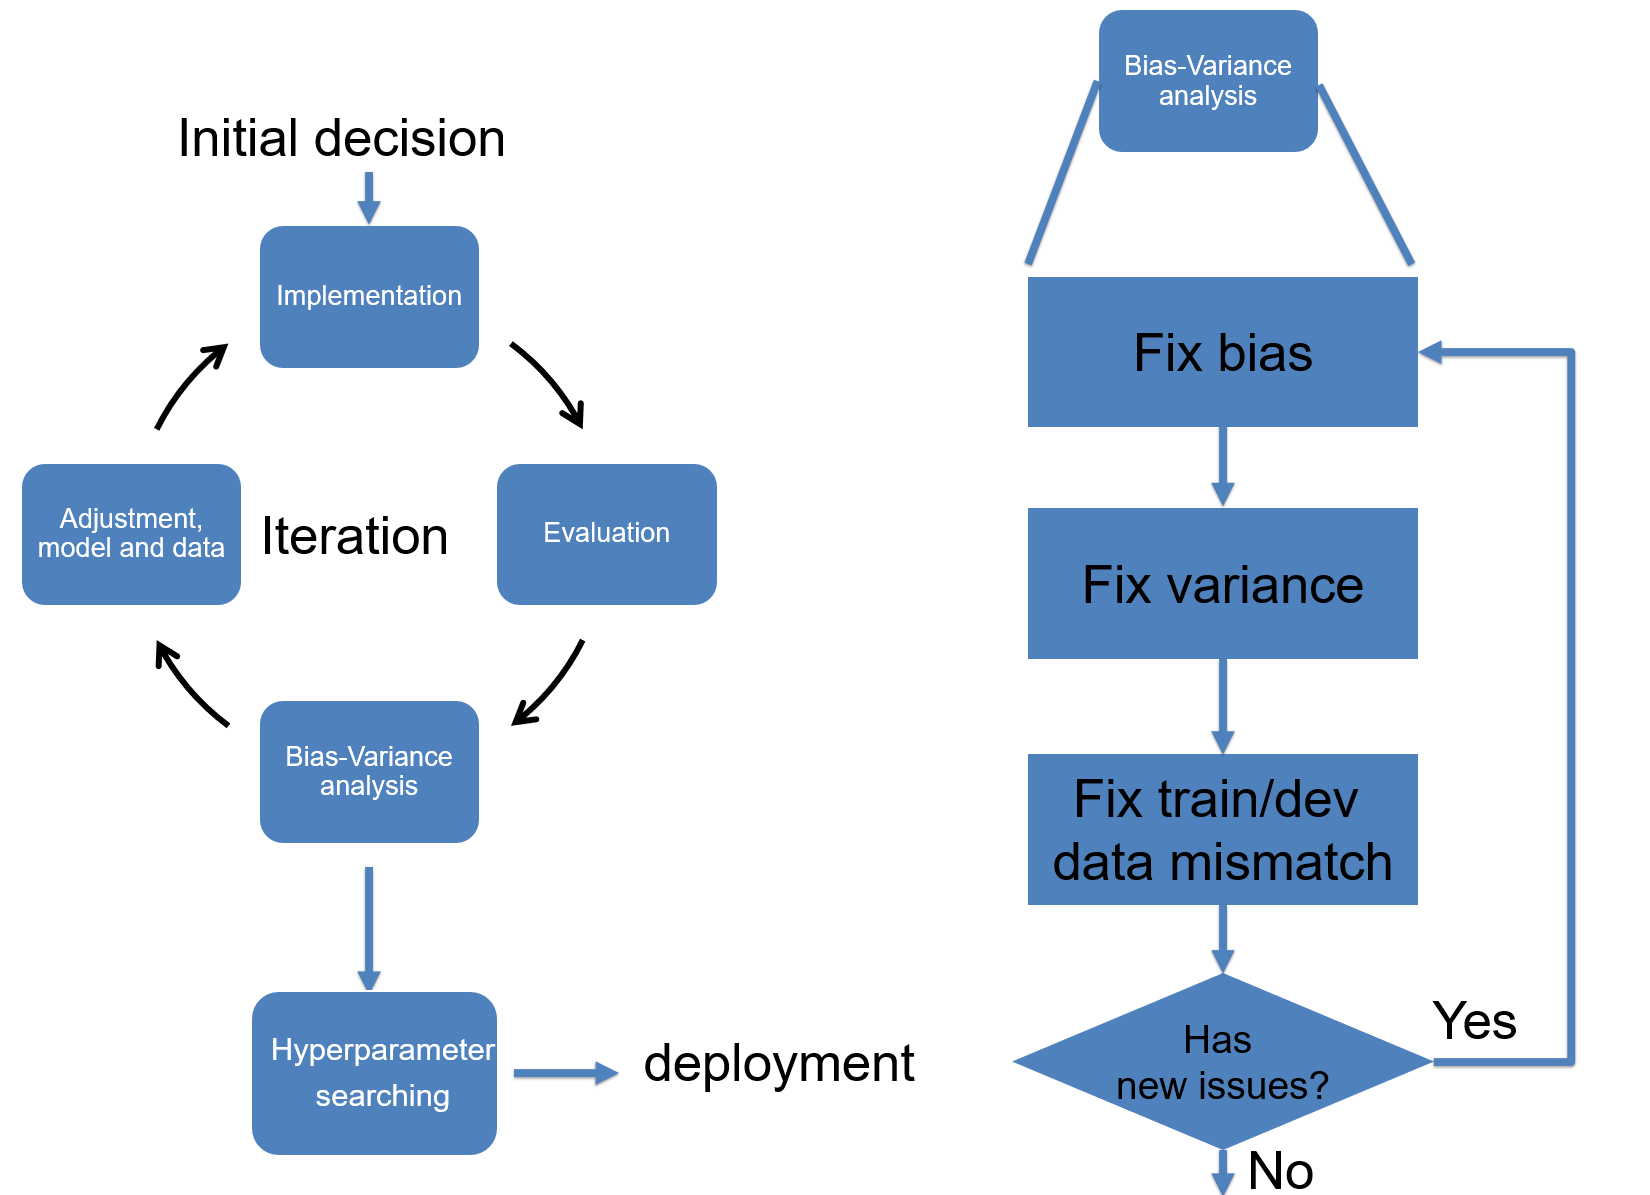 Initial decision
Implementation
Adjustment,
model and data
Iteration
Evaluation
Bias-Variance
analysis
Hyperparameter
searching
deployment
Bias-Variance
analysis
Fix bias
Fix variance
Fix train/dev
data mismatch
Has
new issues?
Yes
No